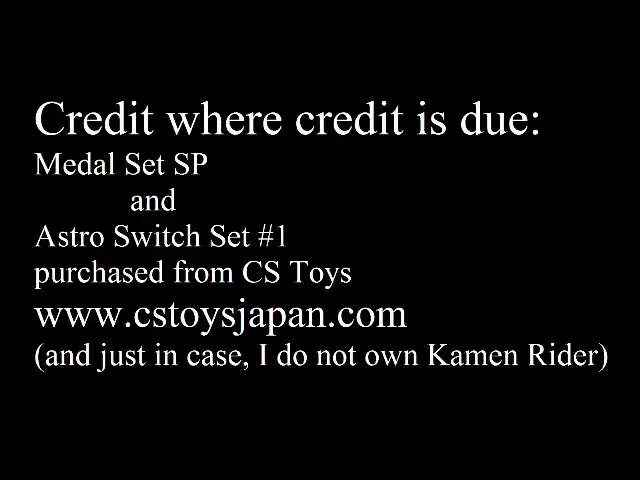 Credit where credit is due:
Medal Set SP
and
Astro Switch Set #1
purchased from CS Toys
www.cstoysjapan.com
(and just in case, I do not own Kamen Rider)